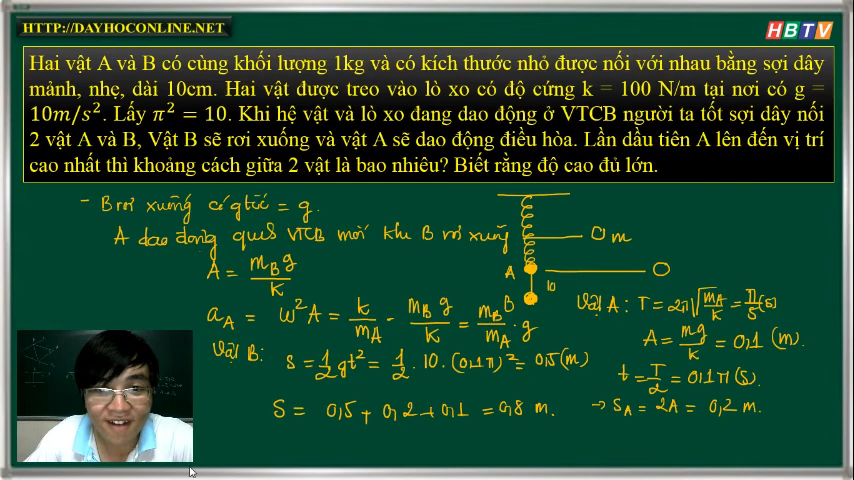 HTTP://DAYHOCONLINE.NET
HBTV
Hai vật A và B có cùng khối lượng 1kg và có kích thước nhỏ được nối với nhau bằng sợi dây
mảnh, nhẹ, dài 10cm. Hai vật được treo vào lò xo có độ cứng k = 100 N/m tại nơi có g =
10m/s². Lấy π² = 10. Khi hệ vật và lò xo đang dao động ở VTCB người ta tốt sợi dây nối
2 vật A và B, Vật B sẽ rơi xuống và vật A sẽ dao động điều hòa. Lần đầu tiên A lên đến vị trí
cao nhất thì khoảng cách giữa 2 vật là bao nhiêu? Biết rằng độ cao đủ lớn.
- B rơi xuống có gtốc = g.
A dao dong quanh VTCB mới khi B rơi xuống
A = m_B g / k
a_A = ω²A = k/m_A - m_B g/k = m_B/m_A . g
Vật B: s = 1/2 gt² = 1/2 . 10 . (0,1π)² = 0,5 (m)
S = 0,5 + 0,2 + 0,1 = 0,8 m.
O m
A
O
10
B
Vật A : T = 2π√(m_A/k) = π/5 (s)
A = mg/k = 0,1 (m).
t = T/2 = 0,1π (s).
→ S_A = 2A = 0,2 m.